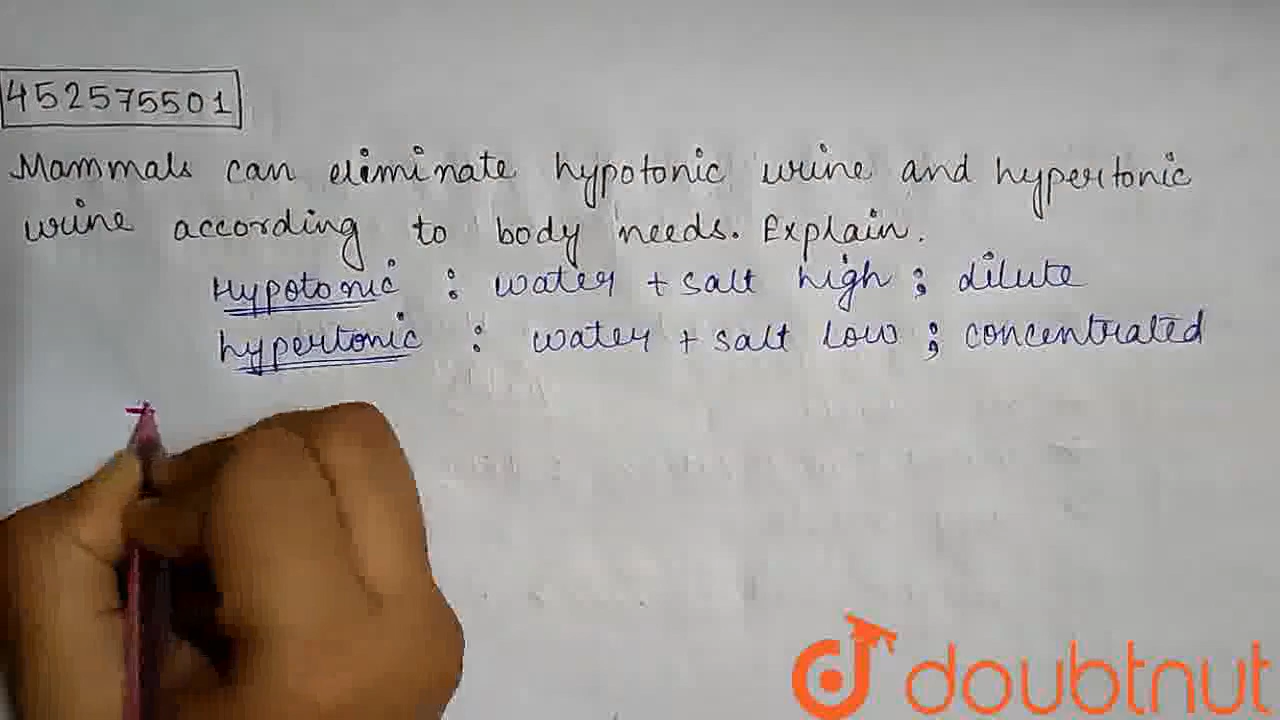 452575501
Mammals can eliminate hypotonic urine and hypertonic
urine according to body needs. Explain.
Hypotonic : water + salt high ; dilute
hypertonic : water + salt low ; concentrated
doubtnut